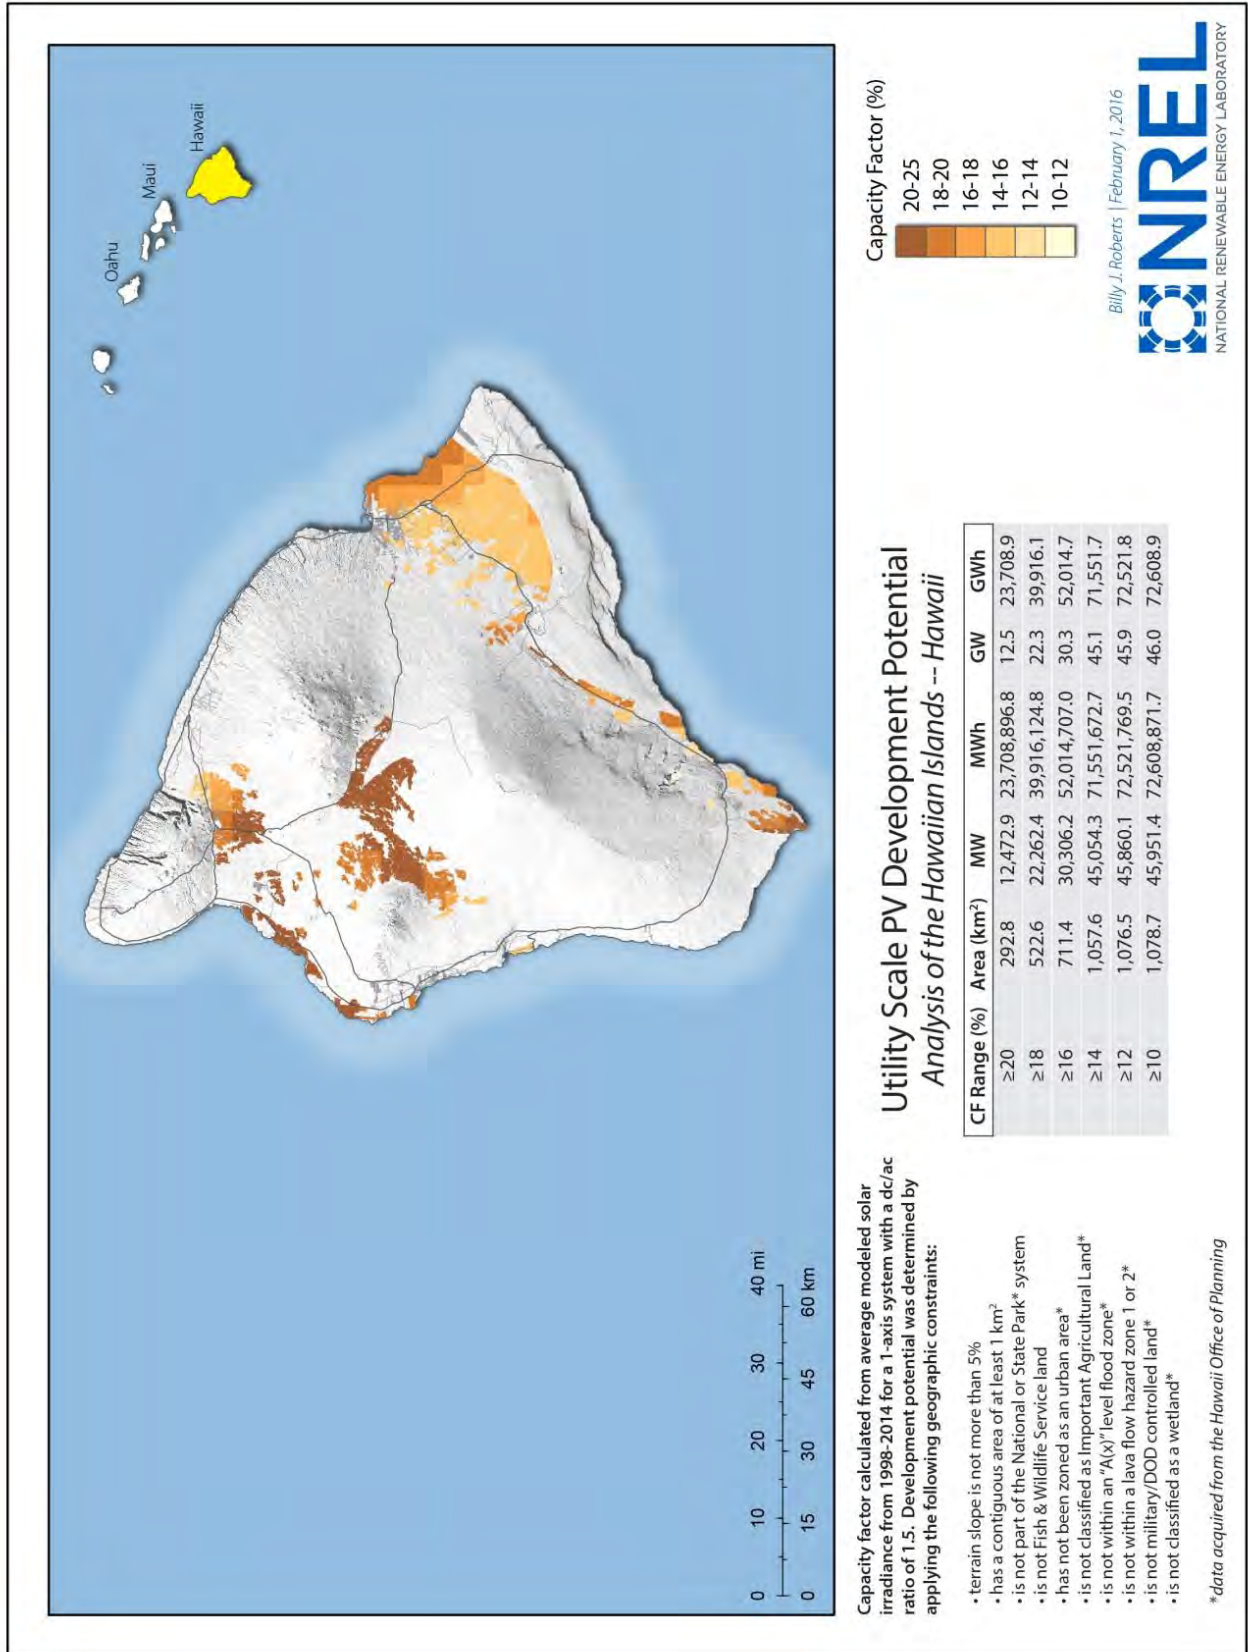 Oahu
Maui
Hawaii
0 10 20 30 40 mi
0 15 30 45 60 km
Capacity factor calculated from average modeled solar
irradiance from 1998-2014 for a 1-axis system with a dc/ac
ratio of 1.5. Development potential was determined by
applying the following geographic constraints:
• terrain slope is not more than 5%
• has a contiguous area of at least 1 km²
• is not part of the National or State Park* system
• is not Fish & Wildlife Service land
• has not been zoned as an urban area*
• is not classified as Important Agricultural Land*
• is not within an "A(x)" level flood zone*
• is not within a lava flow hazard zone 1 or 2*
• is not military/DOD controlled land*
• is not classified as a wetland*
*data acquired from the Hawaii Office of Planning
Utility Scale PV Development Potential
Analysis of the Hawaiian Islands -- Hawaii
CF Range (%) Area (km²) MW MWh GW GWh
≥20 292.8 12,472.9 23,708,896.8 12.5 23,708.9
≥18 522.6 22,262.4 39,916,124.8 22.3 39,916.1
≥16 711.4 30,306.2 52,014,707.0 30.3 52,014.7
≥14 1,057.6 45,054.3 71,551,672.7 45.1 71,551.7
≥12 1,076.5 45,860.1 72,521,769.5 45.9 72,521.8
≥10 1,078.7 45,951.4 72,608,871.7 46.0 72,608.9
Capacity Factor (%)
20-25
18-20
16-18
14-16
12-14
10-12
Billy J. Roberts | February 1, 2016
NREL
NATIONAL RENEWABLE ENERGY LABORATORY